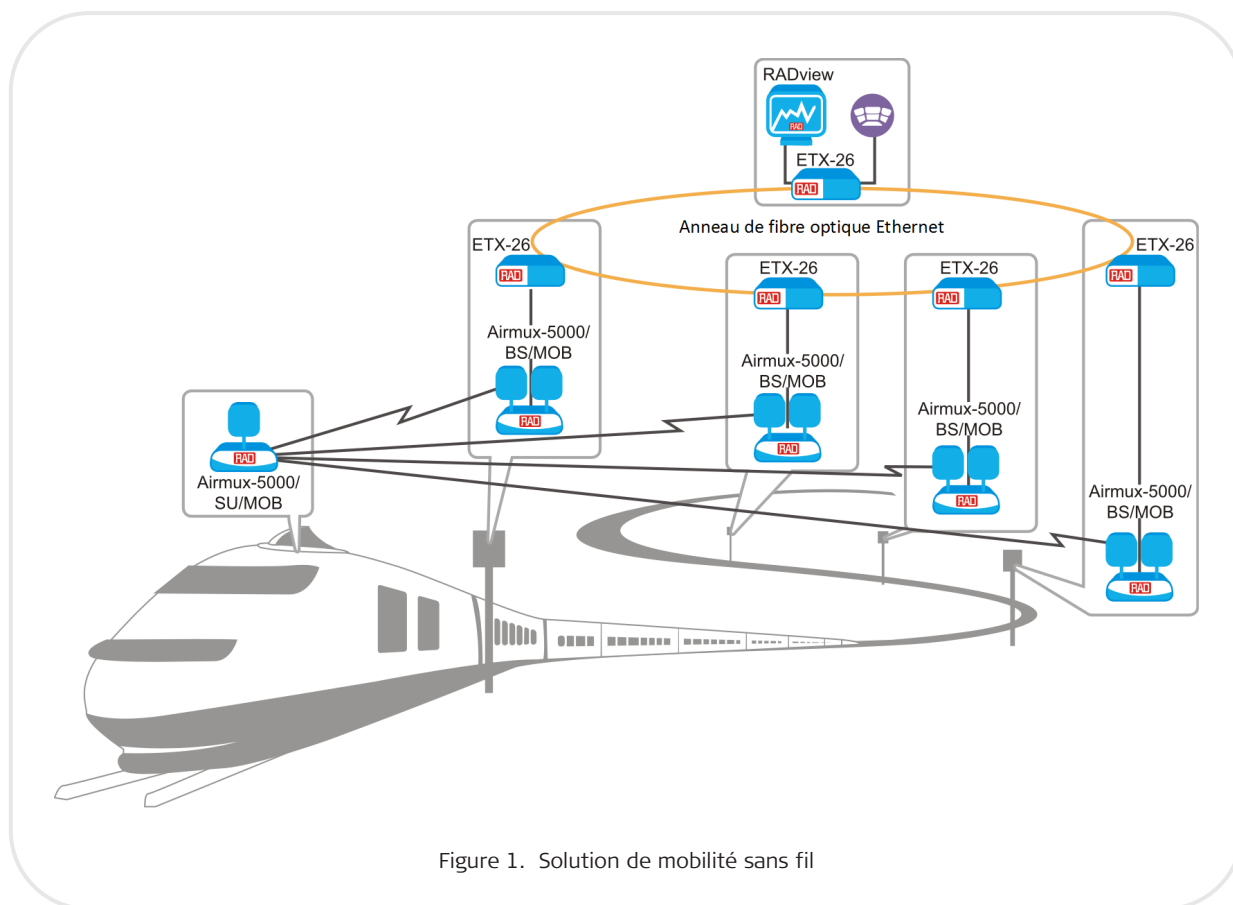 RADview
RAD
ETX-26
RAD
Anneau de fibre optique Ethernet
ETX-26
RAD
ETX-26
RAD
ETX-26
RAD
ETX-26
RAD
Airmux-5000/
BS/MOB
RAD
Airmux-5000/
BS/MOB
RAD
Airmux-5000/
BS/MOB
RAD
Airmux-5000/
BS/MOB
RAD
RAD
Airmux-5000/
SU/MOB
Figure 1. Solution de mobilité sans fil